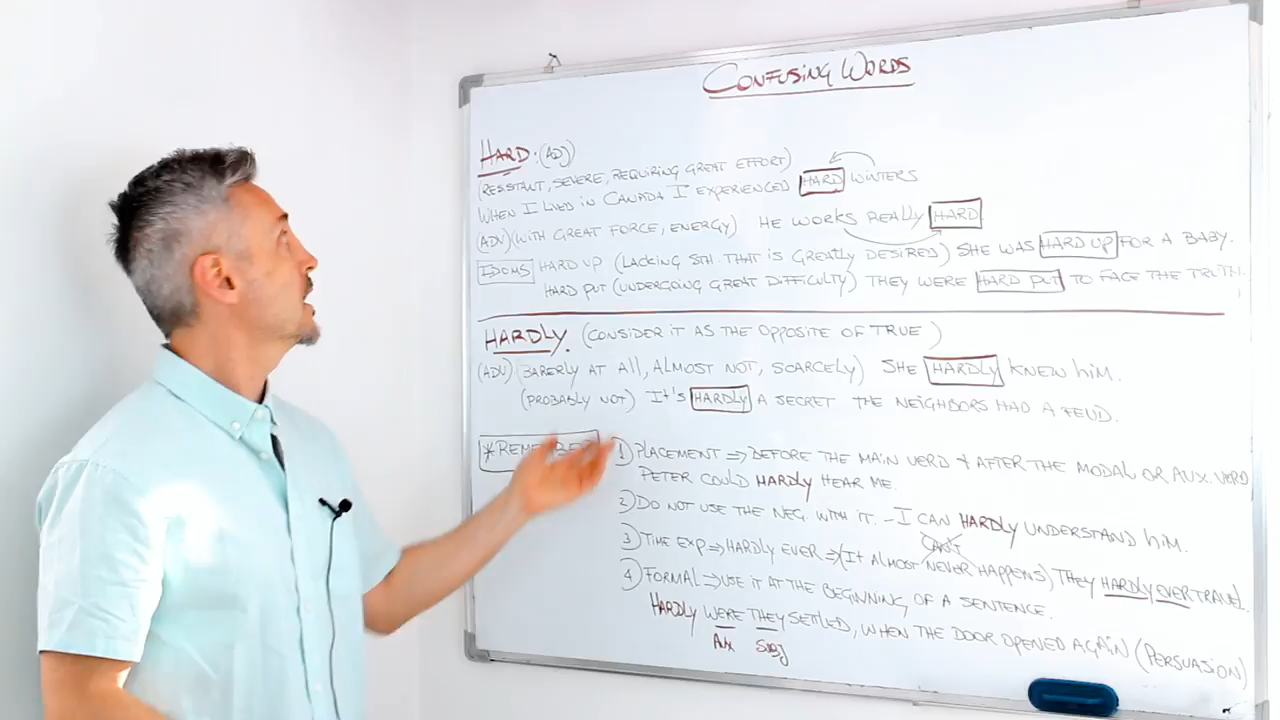 CONFUSING WORDS
HARD: (ADJ)
(RESISTANT, SEVERE, REQUIRING GREAT EFFORT)
WHEN I LIVED IN CANADA I EXPERIENCED HARD WINTERS
(ADV) (WITH GREAT FORCE, ENERGY) HE WORKS REALLY HARD
IDIOMS HARD UP (LACKING STH. THAT IS GREATLY DESIRED) SHE WAS HARD UP FOR A BABY.
HARD PUT (UNDERGOING GREAT DIFFICULTY) THEY WERE HARD PUT TO FACE THE TRUTH.
HARDLY. (CONSIDER IT AS THE OPPOSITE OF TRUE)
(ADV) (BARERLY AT ALL, ALMOST NOT, SCARCELY) SHE HARDLY KNEW HIM.
(PROBABLY NOT) IT'S HARDLY A SECRET THE NEIGHBORS HAD A FEUD.
*REMEMBER
1) PLACEMENT ⇒ BEFORE THE MAIN VERB & AFTER THE MODAL OR AUX. VERB
PETER COULD HARDLY HEAR ME.
2) DO NOT USE THE NEG. WITH IT. - I CAN HARDLY UNDERSTAND HIM.
CAN'T
3) TIME EXP ⇒ HARDLY EVER ⇒ (IT ALMOST NEVER HAPPENS) THEY HARDLY EVER TRAVEL.
4) FORMAL ⇒ USE IT AT THE BEGINNING OF A SENTENCE.
HARDLY WERE THEY SETTLED, WHEN THE DOOR OPENED AGAIN (PERSUASION)
AUX SUBJ